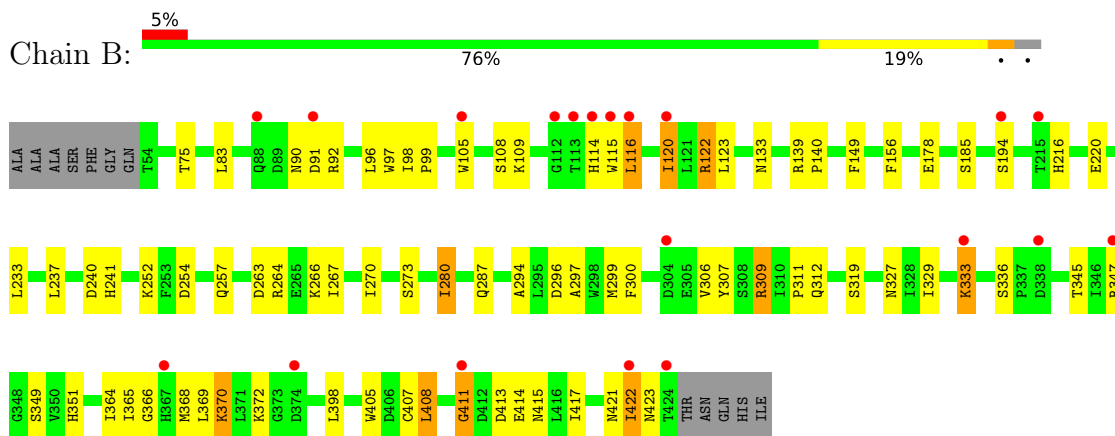 5%
Chain B:
76% 19% • •
ALA ALA ALA SER PHE GLY GLN T54 T75 L83 Q88 D89 N90 D91 R92 L96 W97 I98 P99 W105 S108 K109 G112 T113 H114 W115 L116 I120 L121 R122 L123 N133 R139 P140 F149 F156 E178 S185 S194 T215 H216 E220
L233 L237 D240 H241 K252 F253 D254 Q257 D263 R264 E265 K266 I267 I270 S273 I280 Q287 A294 L295 D296 A297 W298 M299 F300 D304 E305 V306 Y307 S308 R309 I310 P311 Q312 S319 N327 I328 I329 K333 S336 P337 D338 T345 I346
G348 S349 V350 H351 I364 I365 G366 H367 M368 L369 K370 L371 K372 G373 D374 L398 W405 D406 C407 L408 G411 D412 D413 E414 N415 L416 I417 N421 I422 N423 T424 THR ASN GLN HIS ILE